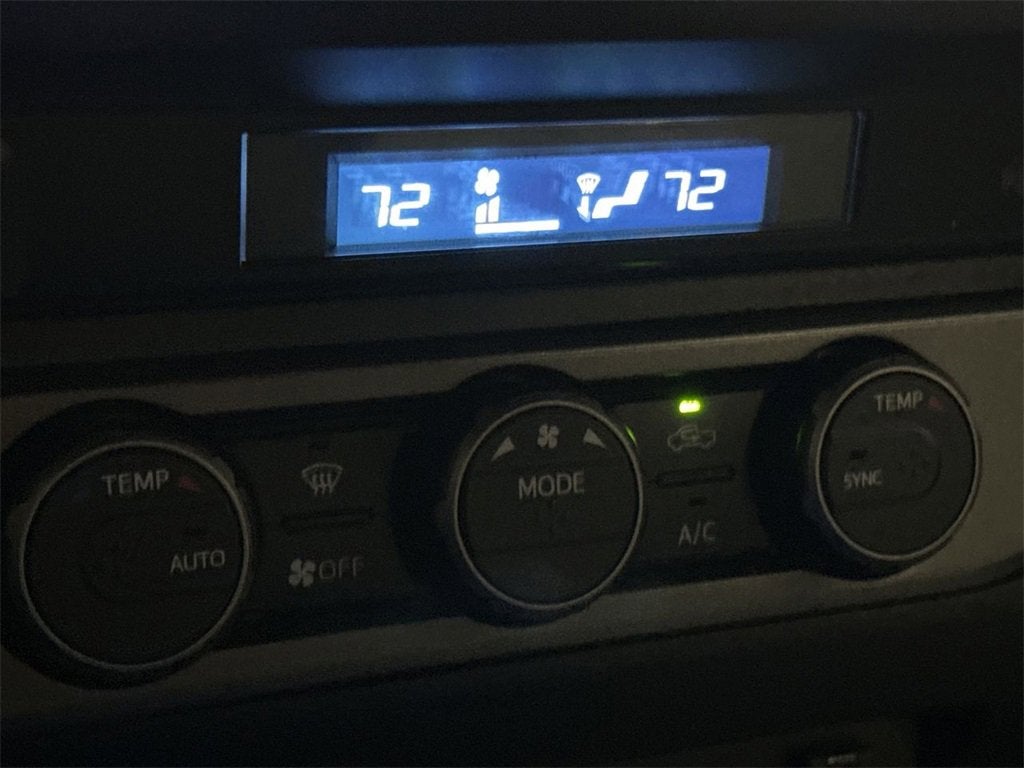 72 72
TEMP
AUTO
OFF
MODE
A/C
TEMP
SYNC